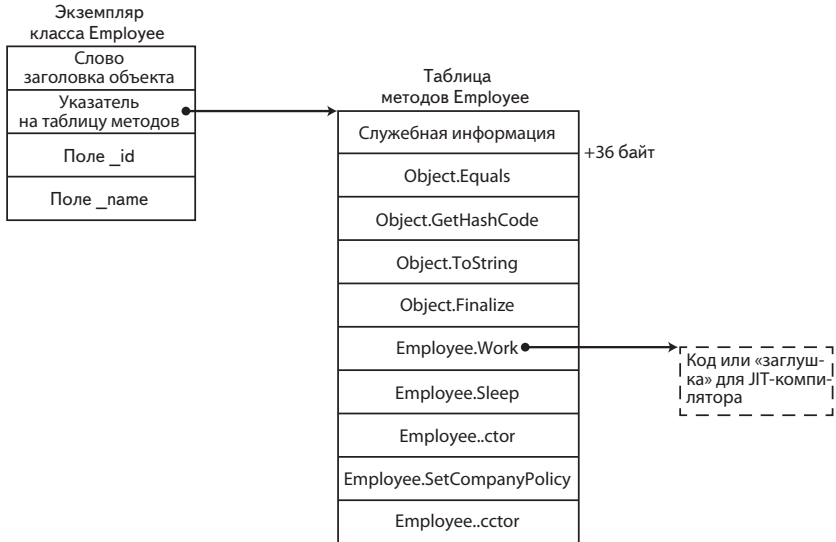 Экземпляр
класса Employee
Слово
заголовка объекта
Указатель
на таблицу методов
Поле _id
Поле _name
Таблица
методов Employee
Служебная информация
+36 байт
Object.Equals
Object.GetHashCode
Object.ToString
Object.Finalize
Employee.Work
Employee.Sleep
Employee..ctor
Employee.SetCompanyPolicy
Employee..cctor
Код или «заглуш-
ка» для JIT-компи-
лятора